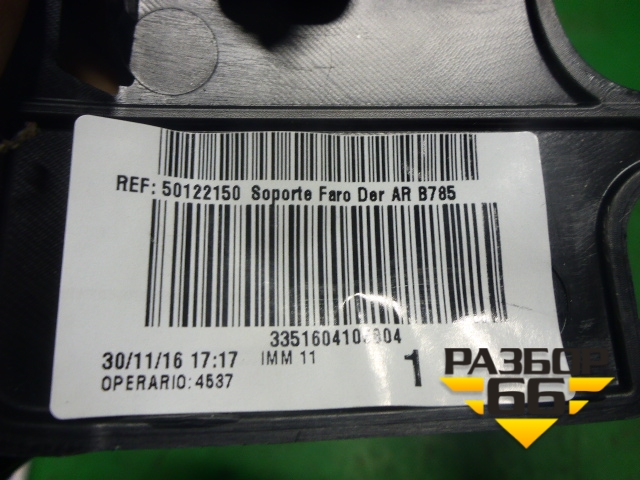 REF: 50122150 Soporte Faro Der AR B785
30/11/16 17:17 IMM 11 1
OPERARIO: 4537
РАЗБОР
66